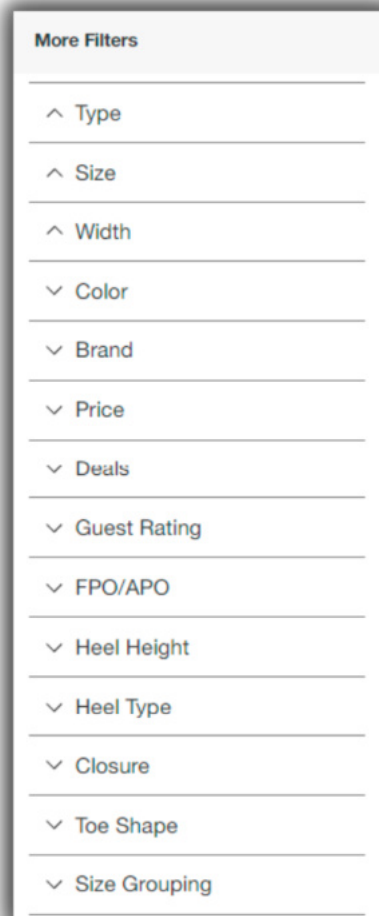 More Filters
Type
Size
Width
Color
Brand
Price
Deals
Guest Rating
FPO/APO
Heel Height
Heel Type
Closure
Toe Shape
Size Grouping